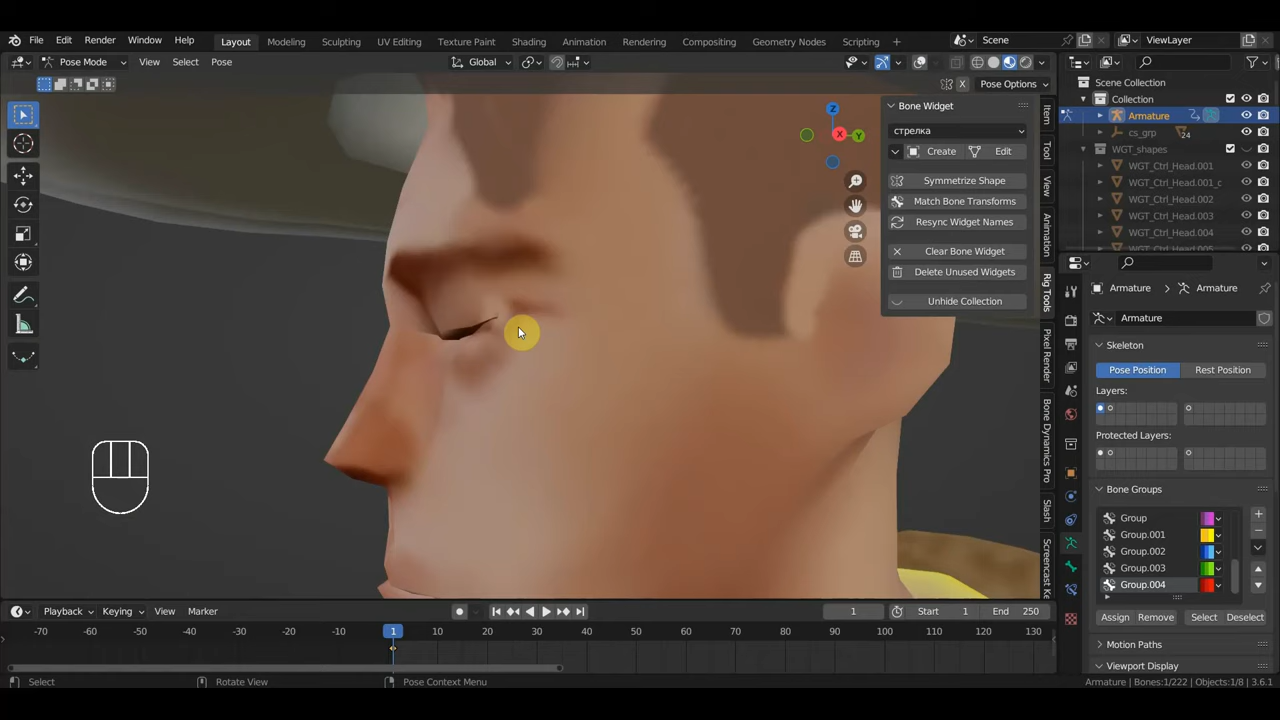 File Edit Render Window Help Layout Modeling Sculpting UV Editing Texture Paint Shading Animation Rendering Compositing Geometry Nodes Scripting + Scene ViewLayer
Pose Mode View Select Pose Global
X Pose Options
Scene Collection
Collection
Armature
cs_grp 24
WGT_shapes
WGT_Ctrl_Head.001
WGT_Ctrl_Head.001_c
WGT_Ctrl_Head.002
WGT_Ctrl_Head.003
WGT_Ctrl_Head.004
WGT_Ctrl_Head.005
Z
X
Y
Bone Widget
стрелка
Create Edit
Symmetrize Shape
Match Bone Transforms
Resync Widget Names
Clear Bone Widget
Delete Unused Widgets
Unhide Collection
Item
Tool
View
Animation
Rig Tools
Pixel Render
Bone Dynamics Pro
Slash
Screencast Ke
Armature Armature
Armature
Skeleton
Pose Position Rest Position
Layers:
Protected Layers:
Bone Groups
Group
Group.001
Group.002
Group.003
Group.004
Assign Remove Select Deselect
Motion Paths
Viewport Display
Playback Keying View Marker 1 Start 1 End 250
-70 -60 -50 -40 -30 -20 -10 1 10 20 30 40 50 60 70 80 90 100 110 120 130
Select Rotate View Pose Context Menu Armature | Bones:1/222 | Objects:1/8 | 3.6.1